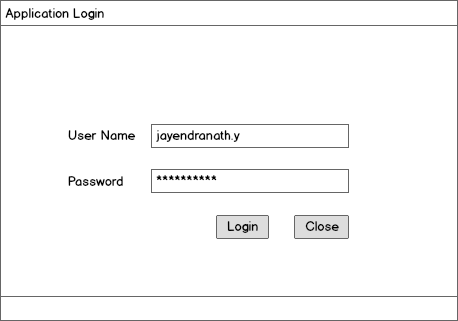 Application Login
User Name jayendranath.y
Password **********
Login Close